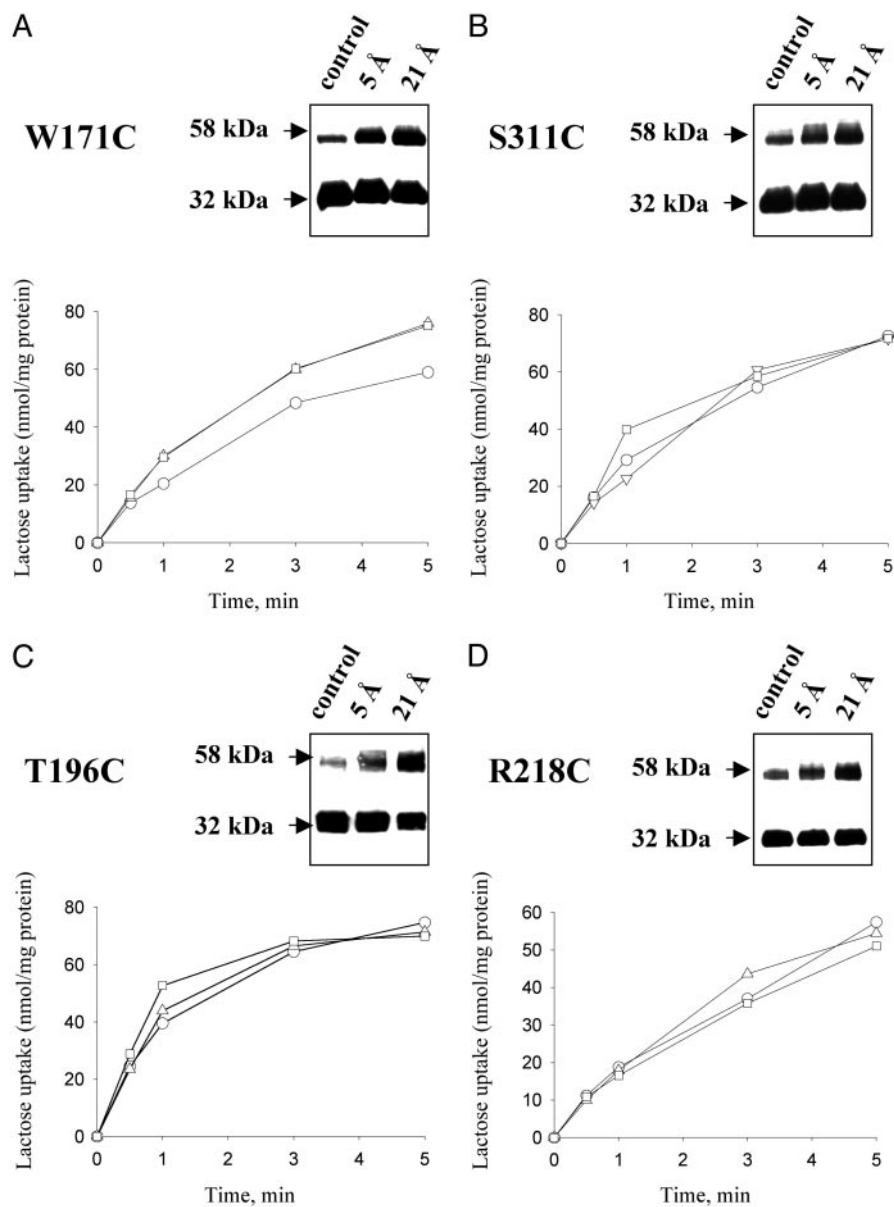 A
control
5 Å
21 Å
W171C
58 kDa
32 kDa
Lactose uptake (nmol/mg protein)
80
60
40
20
0
0 1 2 3 4 5
Time, min
B
control
5 Å
21 Å
S311C
58 kDa
32 kDa
Lactose uptake (nmol/mg protein)
80
60
40
20
0
0 1 2 3 4 5
Time, min
C
control
5 Å
21 Å
T196C
58 kDa
32 kDa
Lactose uptake (nmol/mg protein)
80
60
40
20
0
0 1 2 3 4 5
Time, min
D
control
5 Å
21 Å
R218C
58 kDa
32 kDa
Lactose uptake (nmol/mg protein)
60
50
40
30
20
10
0
0 1 2 3 4 5
Time, min